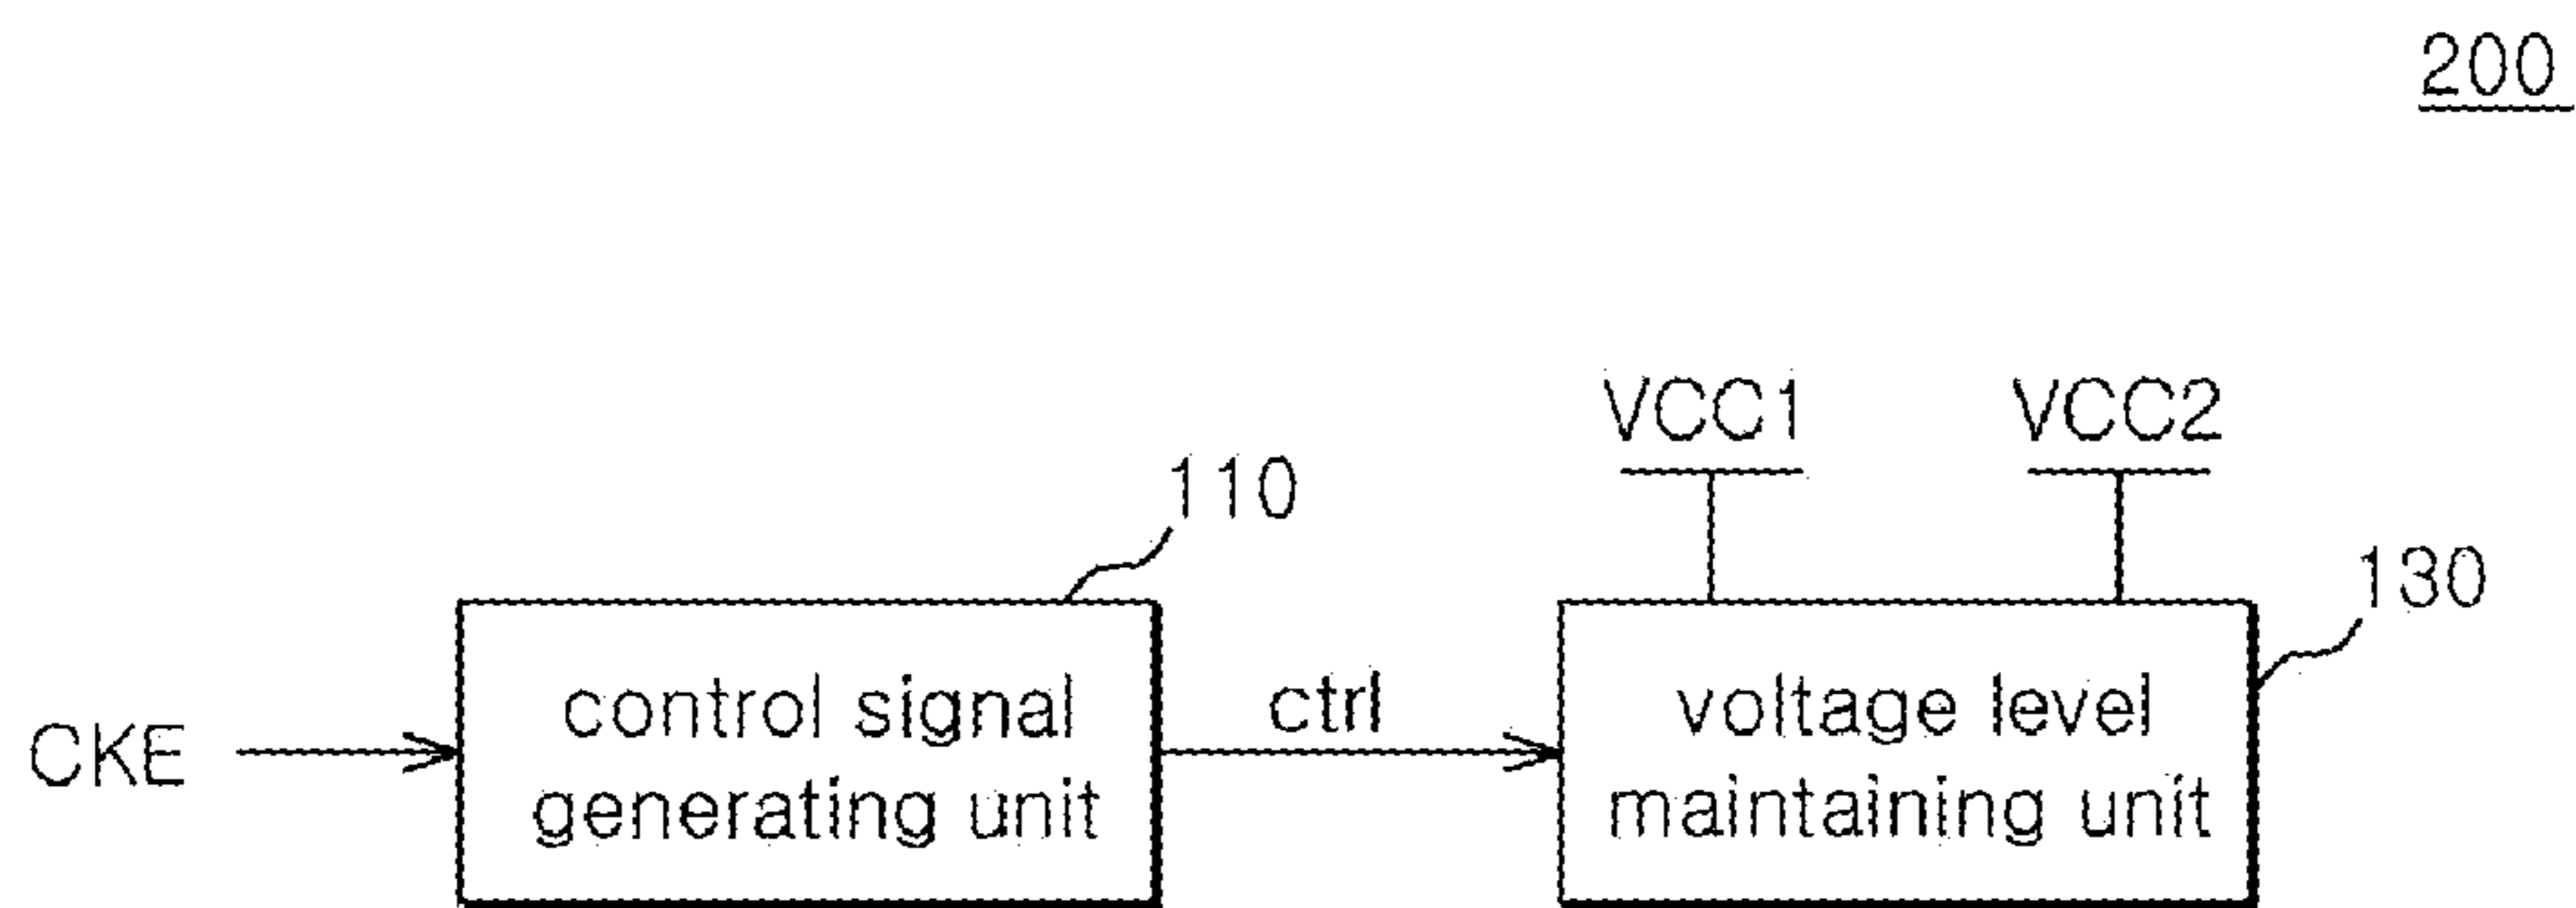 200
VCC1 VCC2
110
130
control signal
generating unit
CKE
ctrl
voltage level
maintaining unit